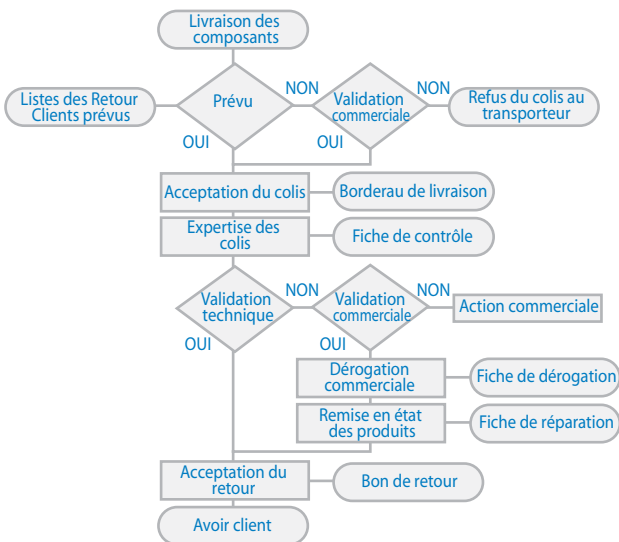 Livraison des
composants
Listes des Retour
Clients prévus
Prévu
NON
Validation
commerciale
NON
Refus du colis au
transporteur
OUI
OUI
Acceptation du colis
Borderau de livraison
Expertise des
colis
Fiche de contrôle
Validation
technique
NON
Validation
commerciale
NON
Action commerciale
OUI
OUI
Dérogation
commerciale
Fiche de dérogation
Remise en état
des produits
Fiche de réparation
Acceptation du
retour
Bon de retour
Avoir client